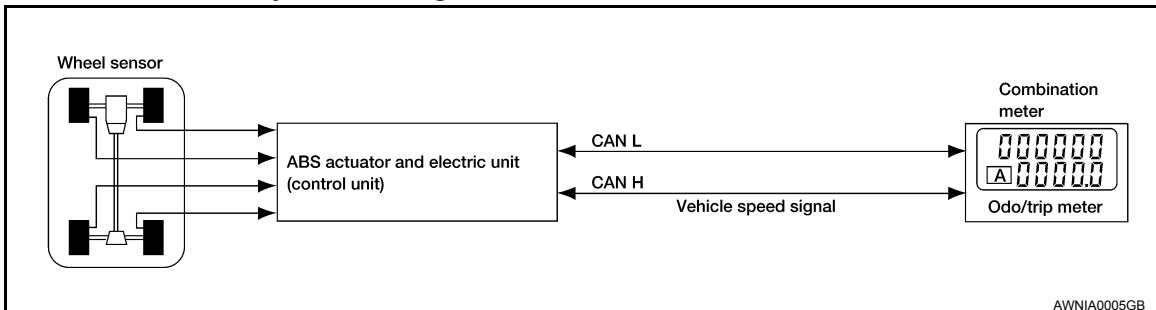 Wheel sensor
ABS actuator and electric unit
(control unit)
CAN L
CAN H
Vehicle speed signal
Combination
meter
000000
A 0000.0
Odo/trip meter
AWNIA0005GB